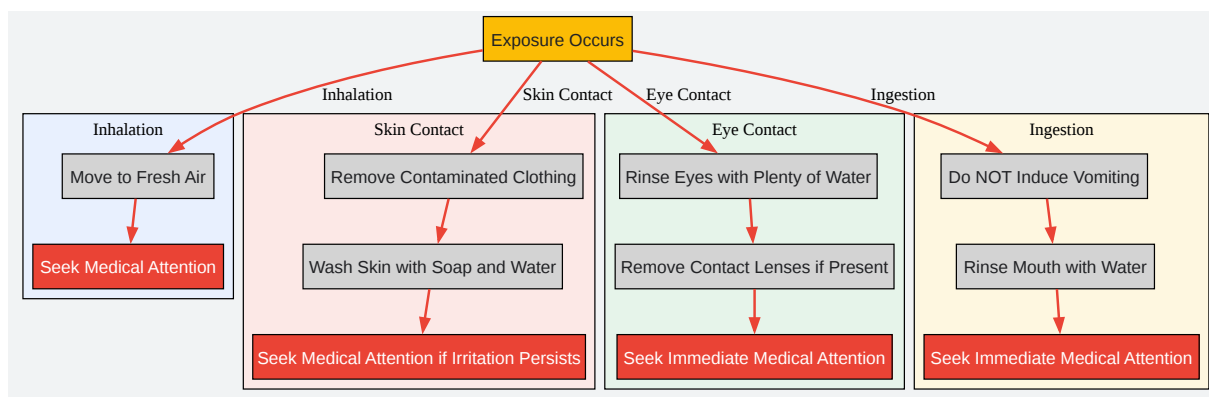 Exposure Occurs
Inhalation
Skin Contact
Eye Contact
Ingestion
Inhalation
Move to Fresh Air
Seek Medical Attention
Skin Contact
Remove Contaminated Clothing
Wash Skin with Soap and Water
Seek Medical Attention if Irritation Persists
Eye Contact
Rinse Eyes with Plenty of Water
Remove Contact Lenses if Present
Seek Immediate Medical Attention
Ingestion
Do NOT Induce Vomiting
Rinse Mouth with Water
Seek Immediate Medical Attention